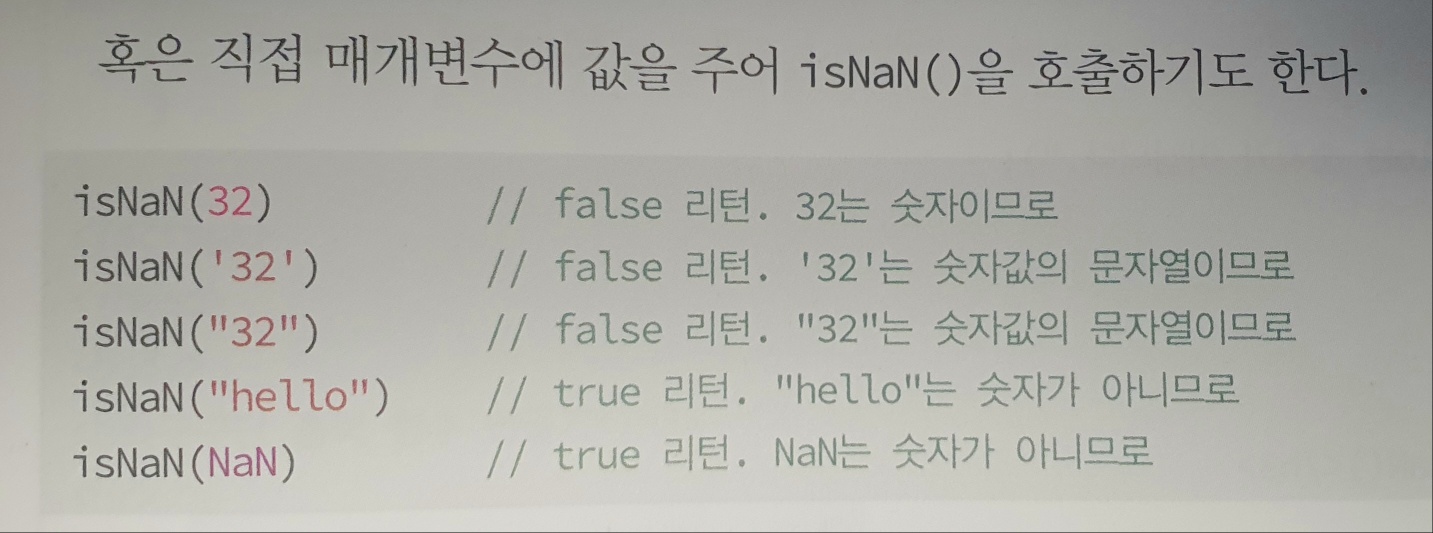 혹은 직접 매개변수에 값을 주어 isNaN()을 호출하기도 한다.
isNaN(32) // false 리턴. 32는 숫자이므로
isNaN('32') // false 리턴. '32'는 숫자값의 문자열이므로
isNaN("32") // false 리턴. "32"는 숫자값의 문자열이므로
isNaN("hello") // true 리턴. "hello"는 숫자가 아니므로
isNaN(NaN) // true 리턴. NaN는 숫자가 아니므로